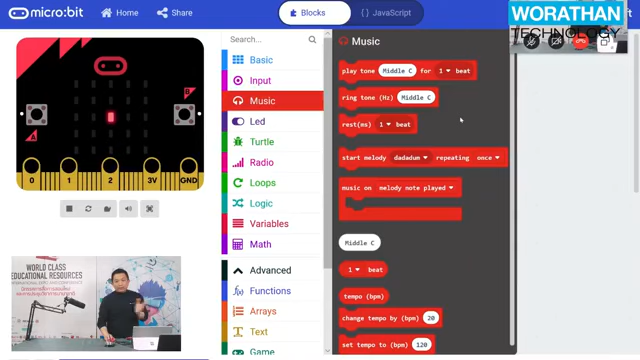 micro:bit
Home
Share
Blocks
JavaScript
WORATHAN
TECHNOLOGY
Search...
Basic
Input
Music
Led
Turtle
Radio
Loops
Logic
Variables
Math
Advanced
Functions
Arrays
Text
Game
Music
play tone Middle C for 1 beat
ring tone (Hz) Middle C
rest(ms) 1 beat
start melody dadadum repeating once
music on melody note played
Middle C
1 beat
tempo (bpm)
change tempo by (bpm) 20
set tempo to (bpm) 120
A
B
0 1 2 3V GND
WORLD CLASS
EDUCATIONAL
RESOURCES